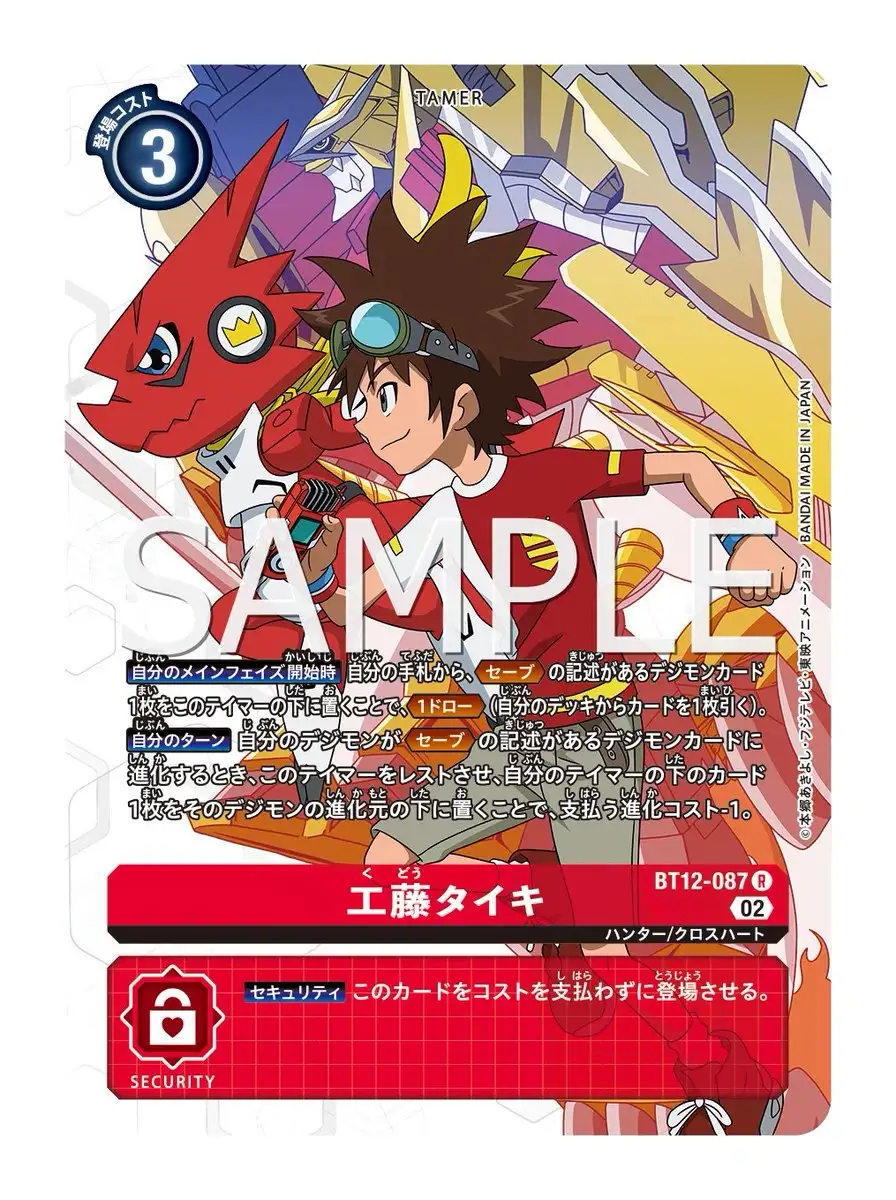 TAMER
登場コスト
3
SAMPLE
自分のメインフェイズ開始時 自分の手札から、セーブ の記述があるデジモンカード
1枚をこのテイマーの下に置くことで、1ドロー（自分のデッキからカードを1枚引く）。
自分のターン 自分のデジモンが セーブ の記述があるデジモンカードに
進化するとき、このテイマーをレストさせ、自分のテイマーの下のカード
1枚をそのデジモンの進化元の下に置くことで、支払う進化コスト-1。
©本郷あきよし・フジテレビ・東映アニメーション BANDAI MADE IN JAPAN
工藤タイキ
BT12-087 R
02
ハンター/クロスハート
セキュリティ このカードをコストを支払わずに登場させる。
SECURITY